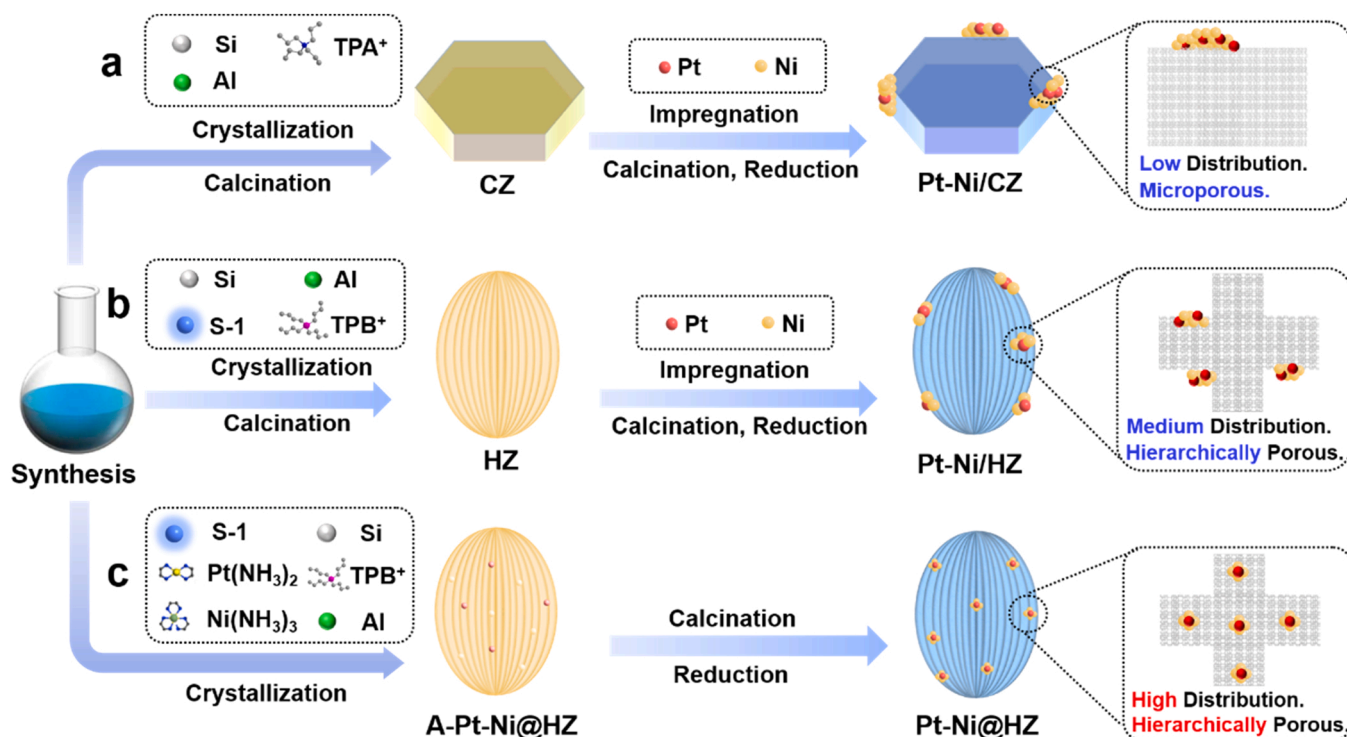 a
Si
TPA⁺
Al
Crystallization
Calcination
CZ
Pt
Ni
Impregnation
Calcination, Reduction
Pt-Ni/CZ
Low Distribution.
Microporous.
b
Si
Al
S-1
TPB⁺
Crystallization
Calcination
HZ
Pt
Ni
Impregnation
Calcination, Reduction
Pt-Ni/HZ
Medium Distribution.
Hierarchically Porous.
Synthesis
c
S-1
Si
Pt(NH₃)₂
TPB⁺
Ni(NH₃)₃
Al
Crystallization
A-Pt-Ni@HZ
Calcination
Reduction
Pt-Ni@HZ
High Distribution.
Hierarchically Porous.